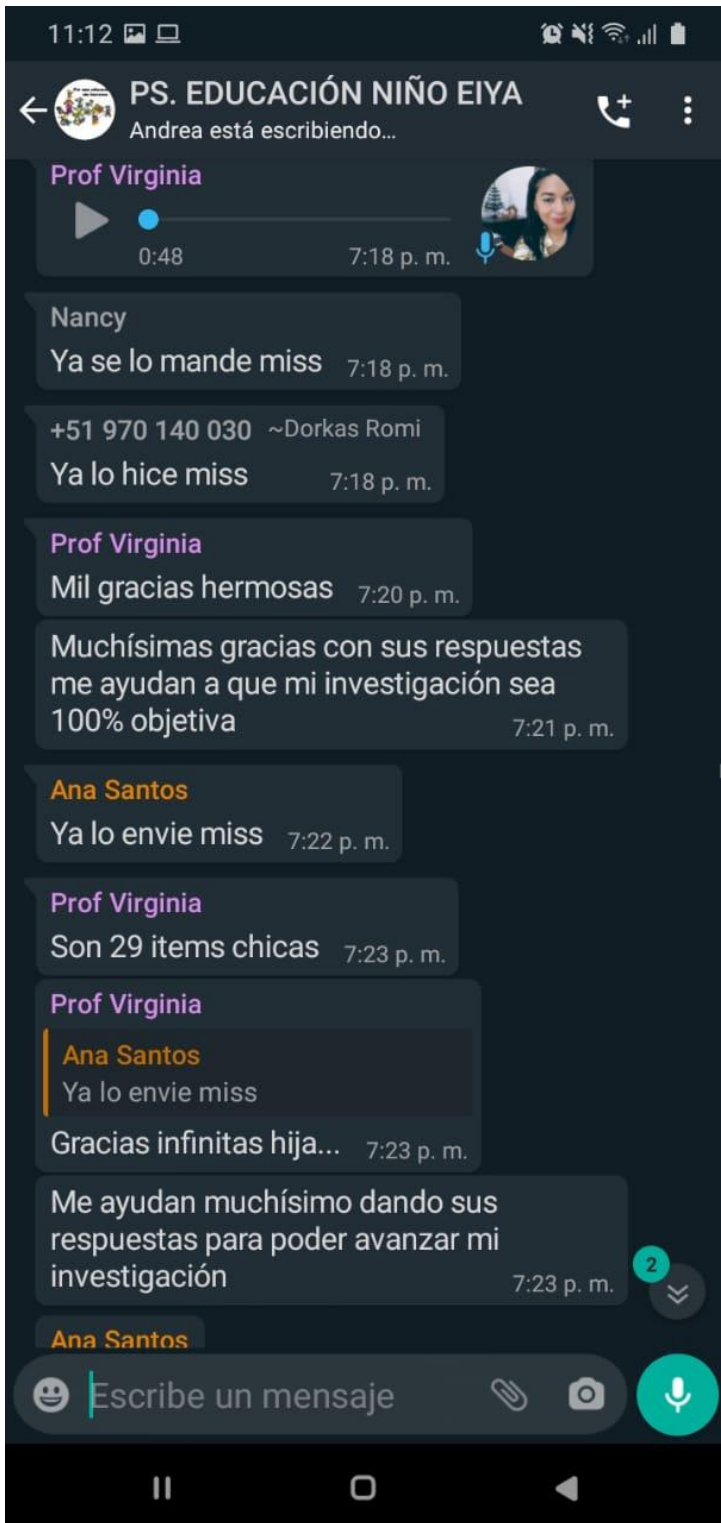 11:12
PS. EDUCACIÓN NIÑO EIYA
Andrea está escribiendo...
Prof Virginia
0:48 7:18 p. m.
Nancy
Ya se lo mande miss 7:18 p. m.
+51 970 140 030 ~Dorkas Romi
Ya lo hice miss 7:18 p. m.
Prof Virginia
Mil gracias hermosas 7:20 p. m.
Muchísimas gracias con sus respuestas
me ayudan a que mi investigación sea
100% objetiva 7:21 p. m.
Ana Santos
Ya lo envie miss 7:22 p. m.
Prof Virginia
Son 29 items chicas 7:23 p. m.
Prof Virginia
Ana Santos
Ya lo envie miss
Gracias infinitas hija... 7:23 p. m.
Me ayudan muchísimo dando sus
respuestas para poder avanzar mi
investigación 7:23 p. m.
2
Ana Santos
Escribe un mensaje